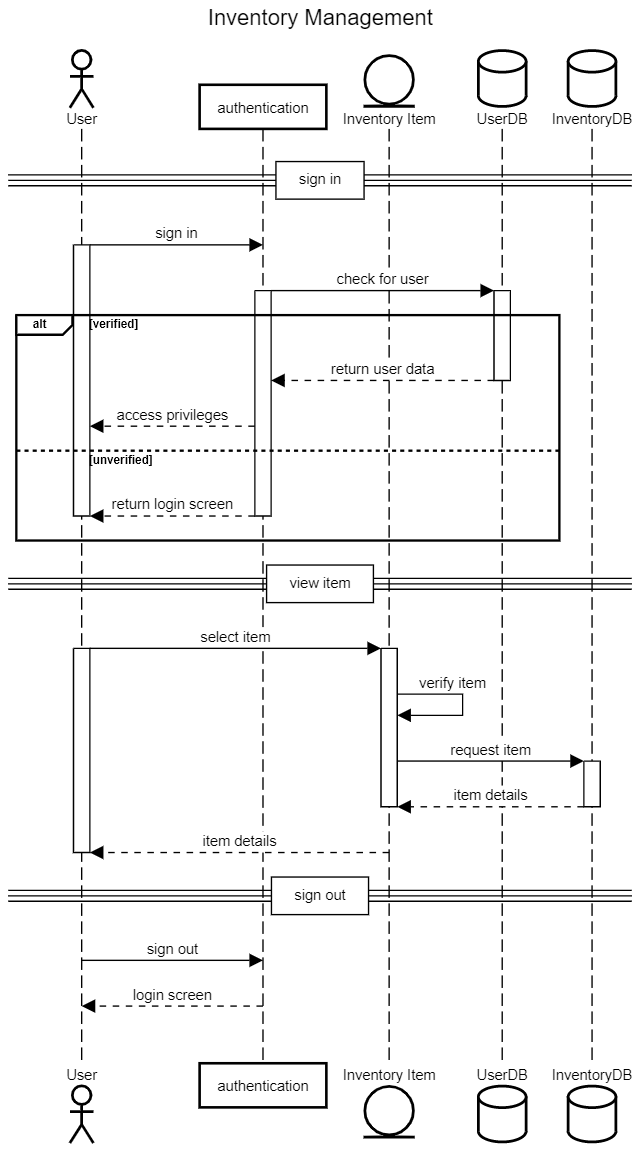 Inventory Management
User
authentication
Inventory Item
UserDB
InventoryDB
sign in
sign in
check for user
alt
[verified]
return user data
access privileges
[unverified]
return login screen
view item
select item
verify item
request item
item details
item details
sign out
sign out
login screen
User
authentication
Inventory Item
UserDB
InventoryDB